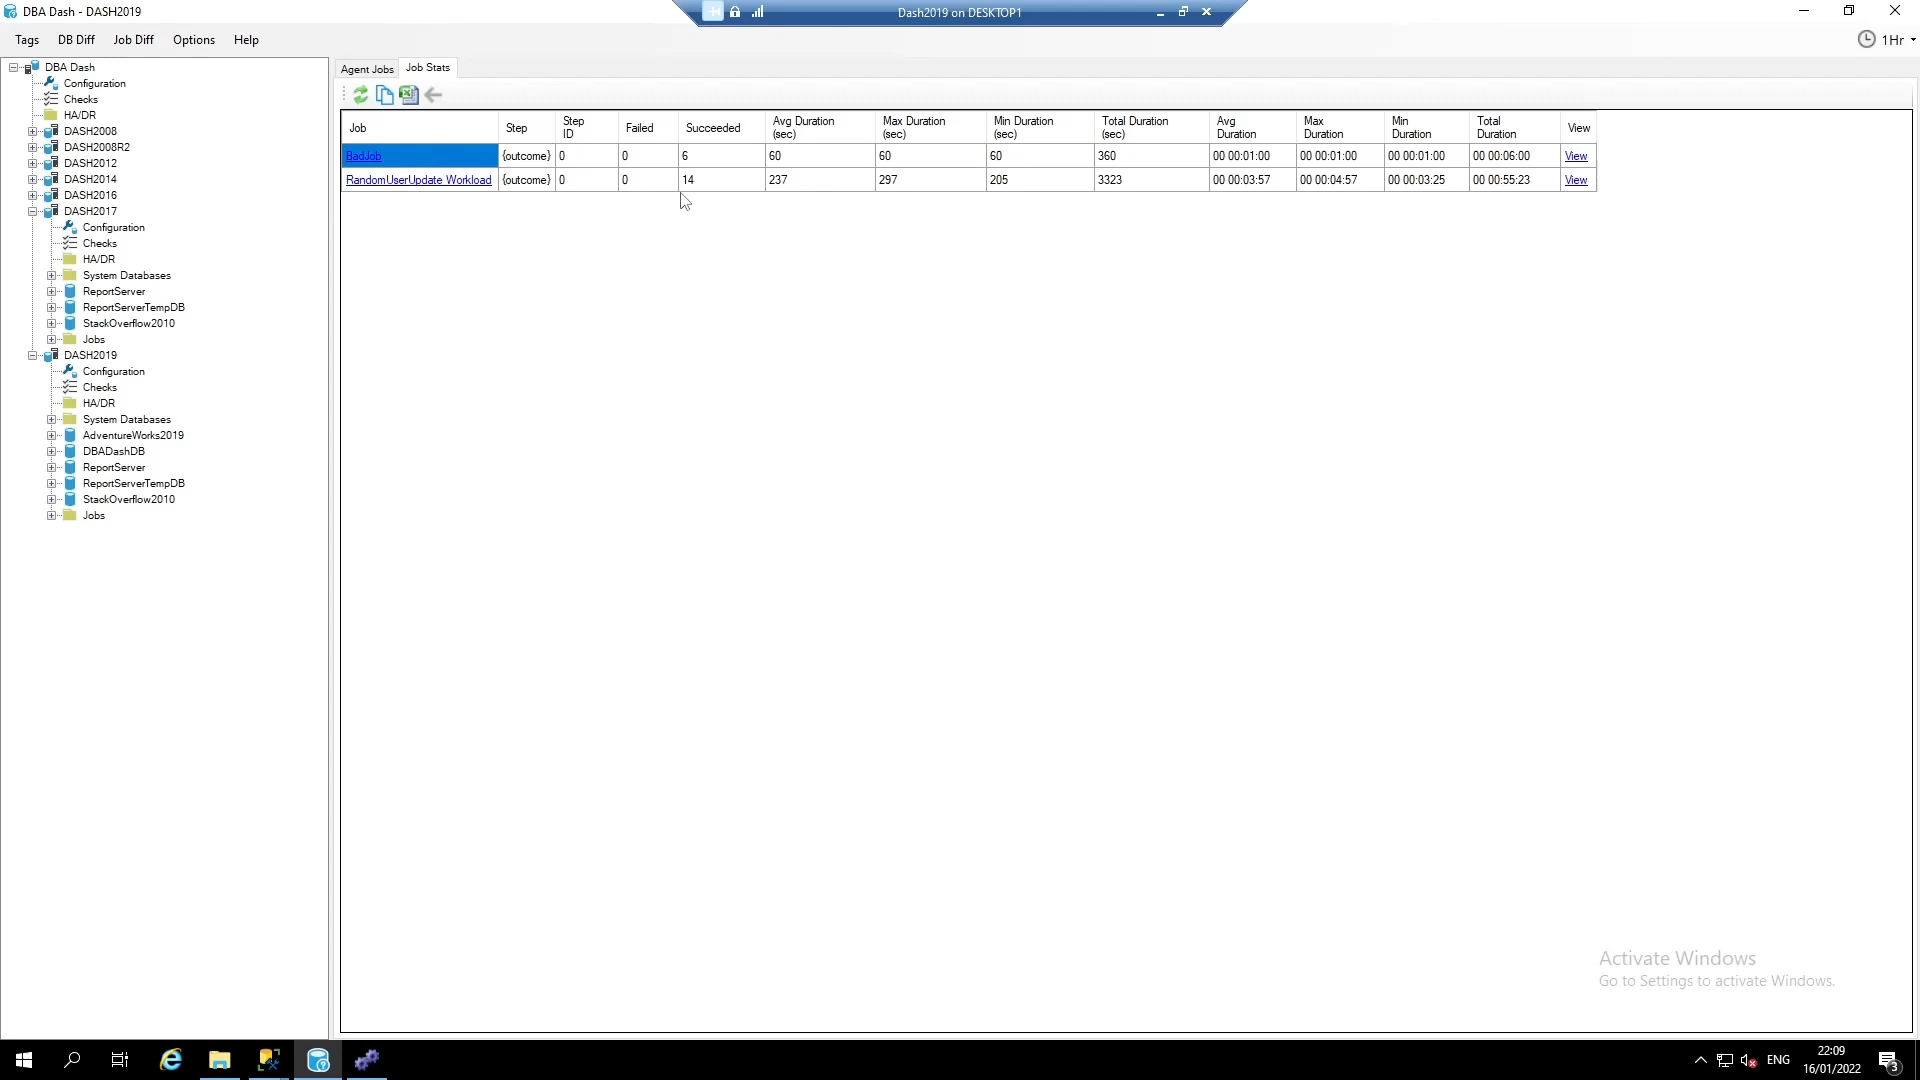 DBA Dash - DASH2019
Dash2019 on DESKTOP1
Tags DB Diff Job Diff Options Help
1Hr
DBA Dash
Configuration
Checks
HA/DR
DASH2008
DASH2008R2
DASH2012
DASH2014
DASH2016
DASH2017
Configuration
Checks
HA/DR
System Databases
ReportServer
ReportServerTempDB
StackOverflow2010
Jobs
DASH2019
Configuration
Checks
HA/DR
System Databases
AdventureWorks2019
DBADashDB
ReportServer
ReportServerTempDB
StackOverflow2010
Jobs
Agent Jobs Job Stats
Job Step Step ID Failed Succeeded Avg Duration (sec) Max Duration (sec) Min Duration (sec) Total Duration (sec) Avg Duration Max Duration Min Duration Total Duration View
BadJob {outcome} 0 0 6 60 60 60 360 00 00:01:00 00 00:01:00 00 00:01:00 00 00:06:00 View
RandomUserUpdate Workload {outcome} 0 0 14 237 297 205 3323 00 00:03:57 00 00:04:57 00 00:03:25 00 00:55:23 View
Activate Windows
Go to Settings to activate Windows.
ENG
22:09
16/01/2022
3